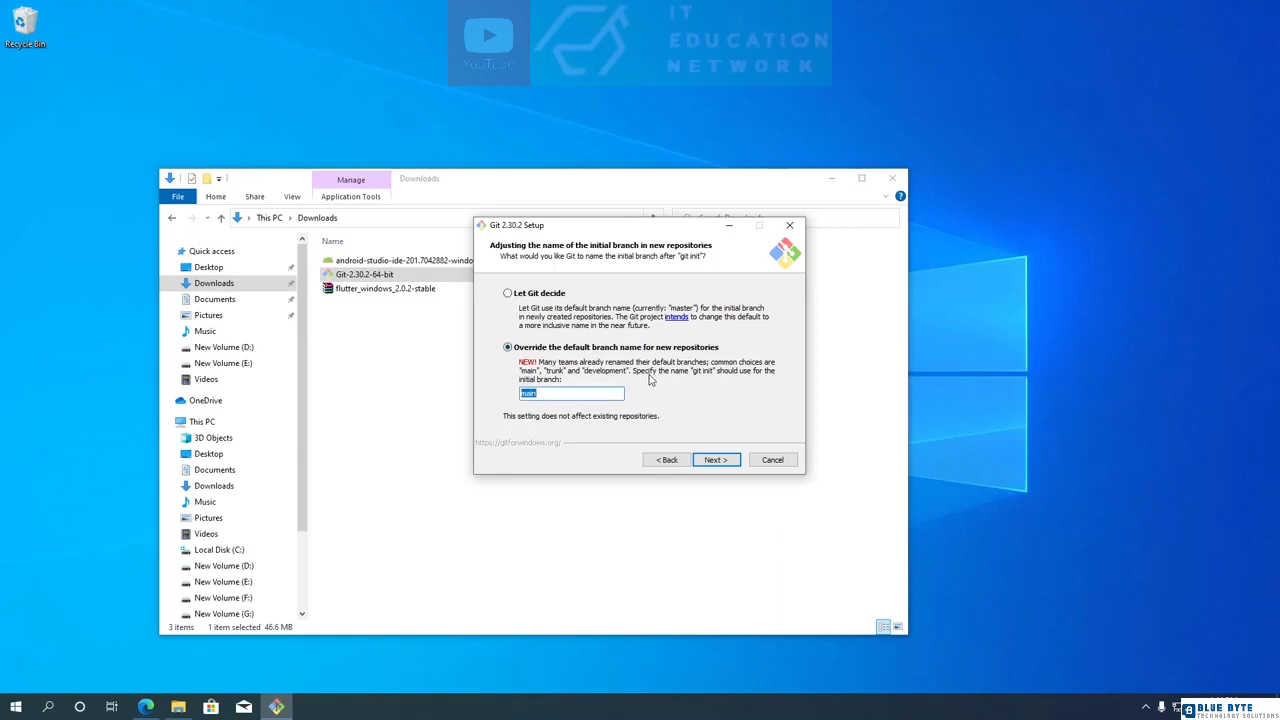 Recycle Bin
YouTube
IT
EDUCATION
NETWORK
Manage
Downloads
File
Home
Share
View
Application Tools
This PC
Downloads
Name
Quick access
Desktop
Downloads
Documents
Pictures
Music
New Volume (D:)
New Volume (E:)
Videos
OneDrive
This PC
3D Objects
Desktop
Documents
Downloads
Music
Pictures
Videos
Local Disk (C:)
New Volume (D:)
New Volume (E:)
New Volume (F:)
New Volume (G:)
android-studio-ide-201.7042882-windo
Git-2.30.2-64-bit
flutter_windows_2.0.2-stable
3 items 1 item selected 46.6 MB
Git 2.30.2 Setup
Adjusting the name of the initial branch in new repositories
What would you like Git to name the initial branch after "git init"?
Let Git decide
Let Git use its default branch name (currently: "master") for the initial branch
in newly created repositories. The Git project intends to change this default to
a more inclusive name in the near future.
Override the default branch name for new repositories
NEW! Many teams already renamed their default branches; common choices are
"main", "trunk" and "development". Specify the name "git init" should use for the
initial branch:
main
This setting does not affect existing repositories.
https://gitforwindows.org/
< Back
Next >
Cancel
BLUE BYTE
TECHNOLOGY SOLUTIONS